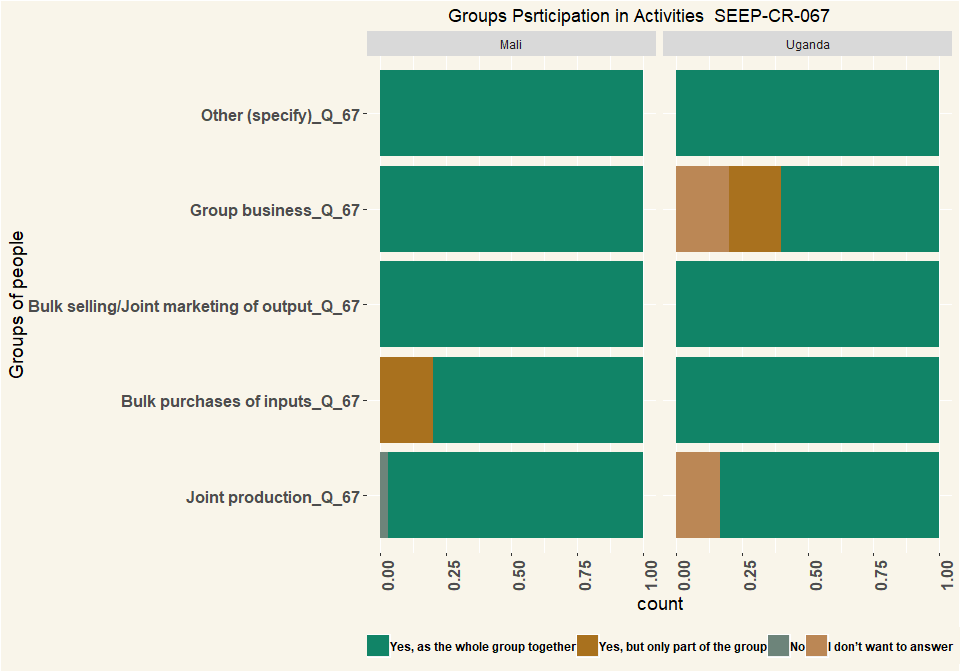 Groups Psrticipation in Activities  SEEP-CR-067
Mali
Uganda
Groups of people
Other (specify)_Q_67
Group business_Q_67
Bulk selling/Joint marketing of output_Q_67
Bulk purchases of inputs_Q_67
Joint production_Q_67
0.00 0.25 0.50 0.75 1.00
0.00 0.25 0.50 0.75 1.00
count
Yes, as the whole group together Yes, but only part of the group No I don't want to answer